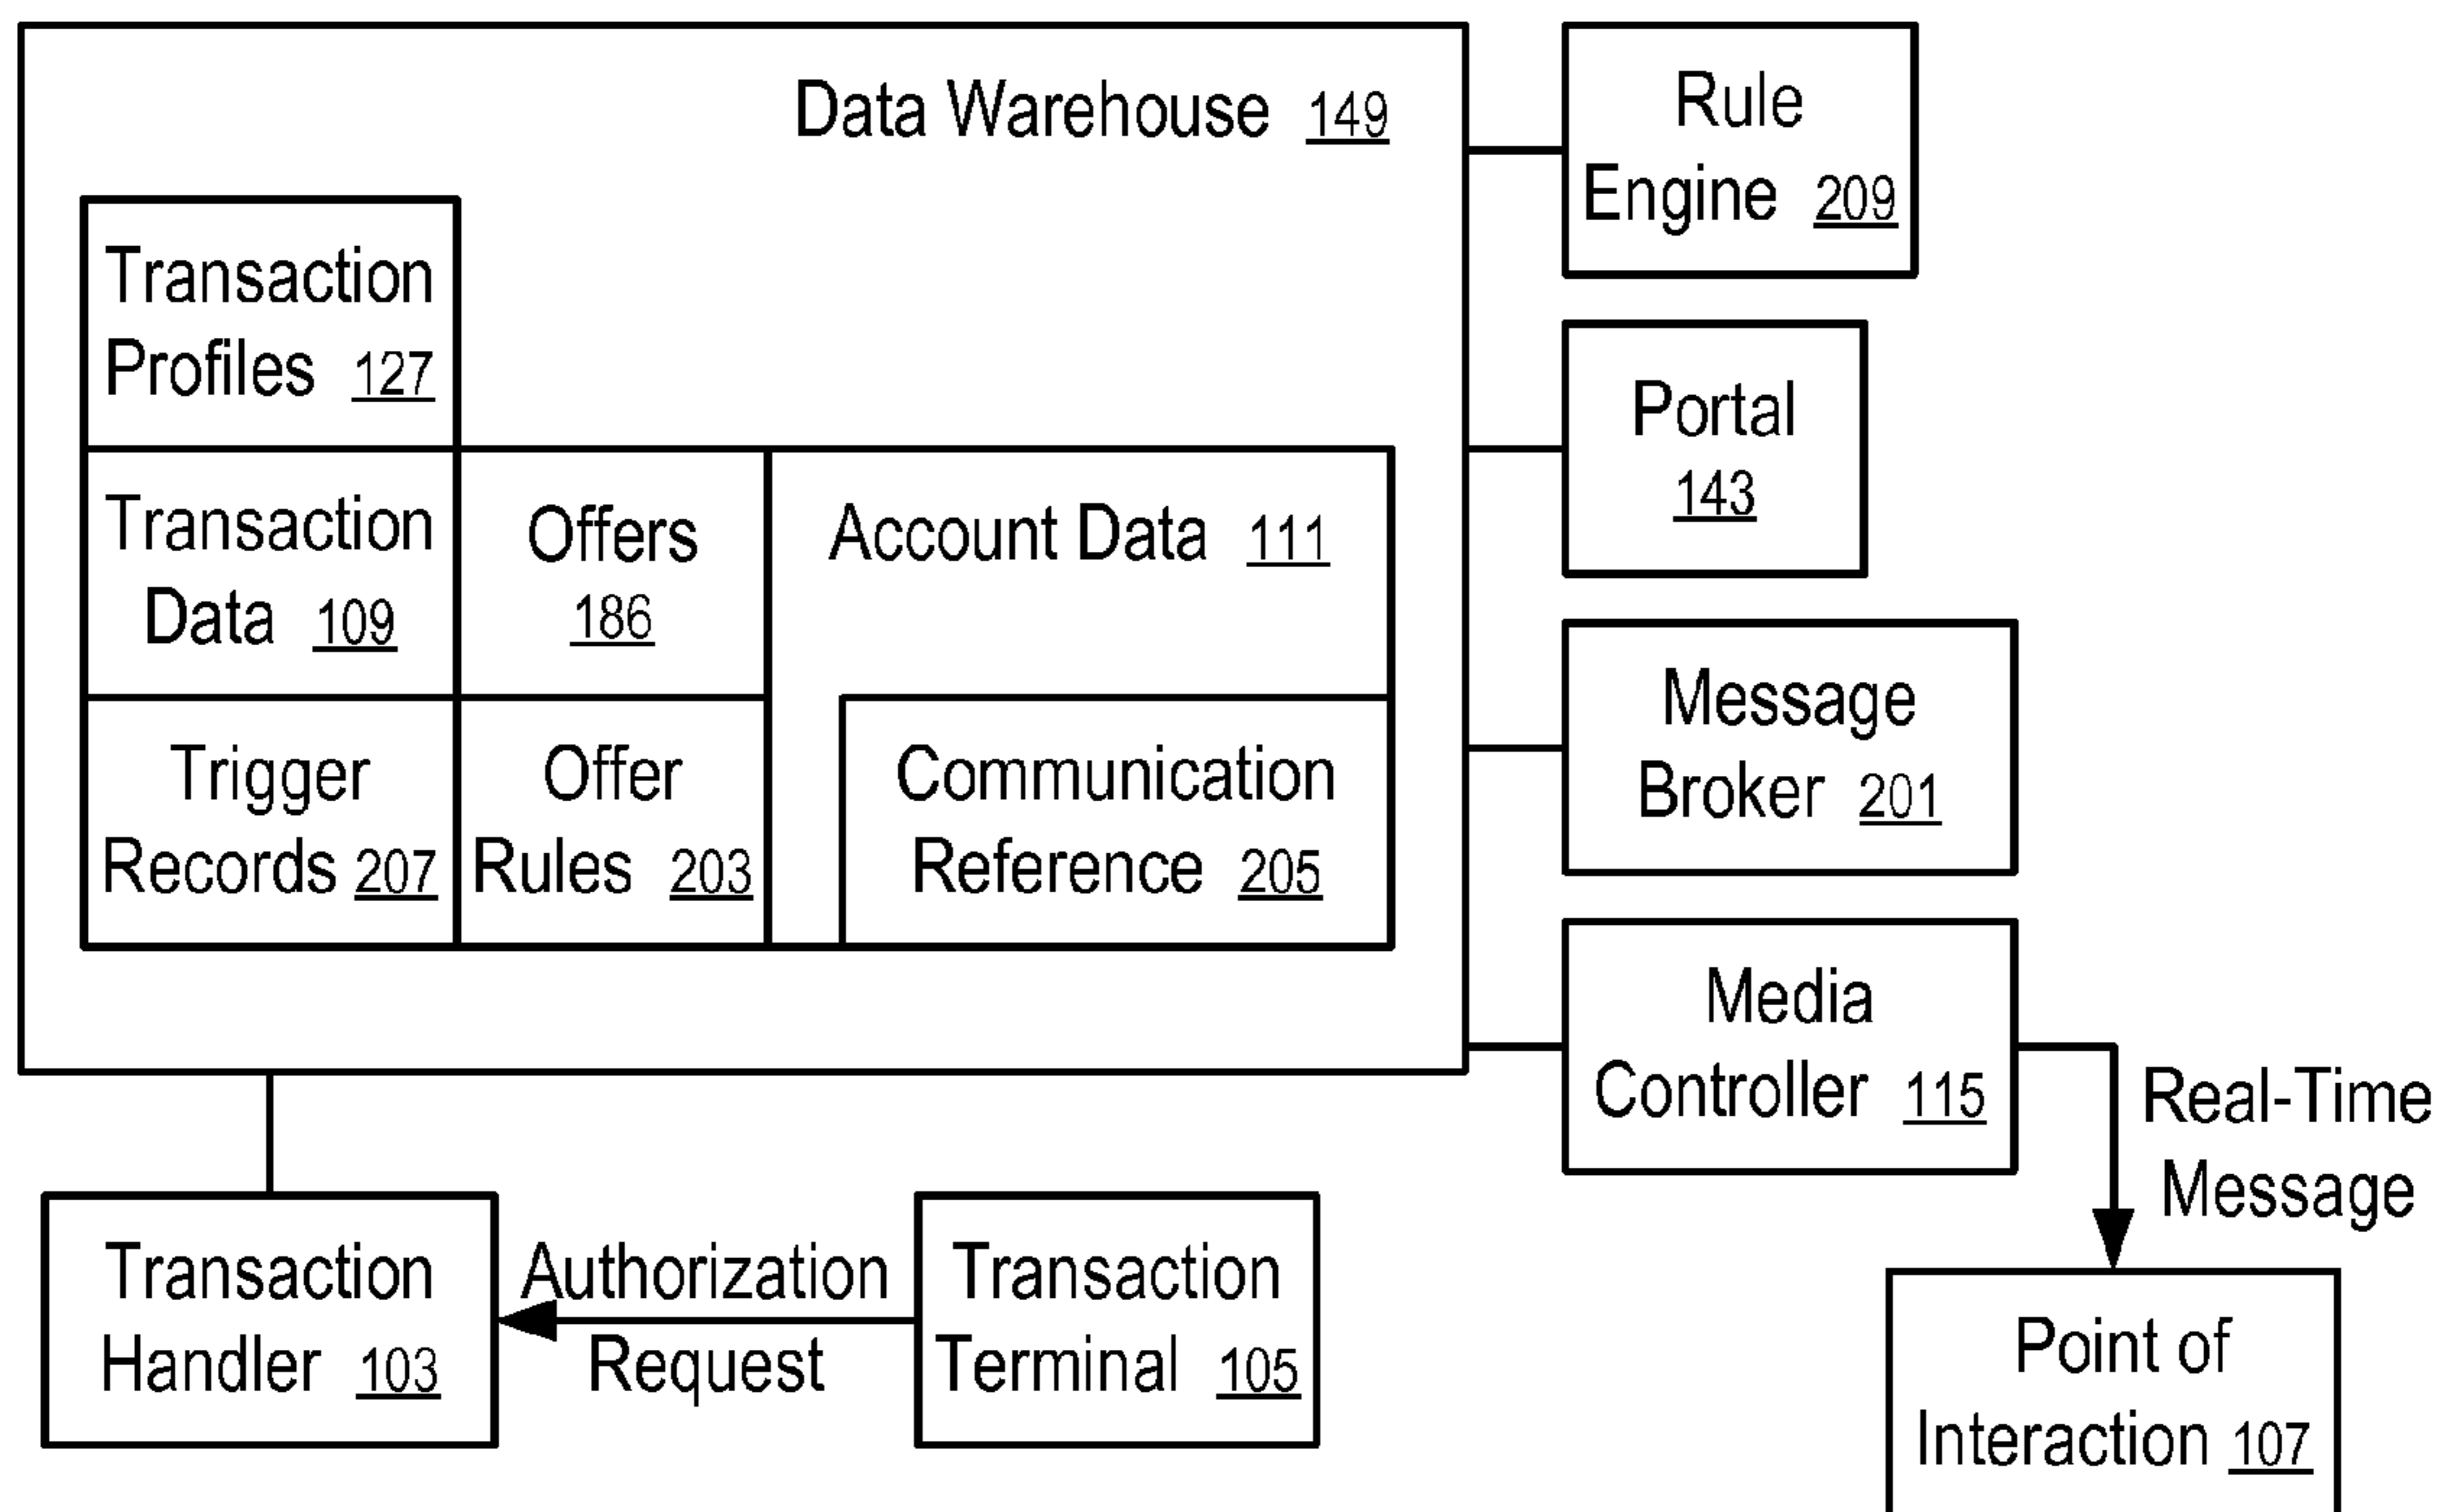 Data Warehouse 149
Rule
Engine 209
Transaction
Profiles 127
Portal
143
Transaction
Data 109
Offers
186
Account Data 111
Message
Broker 201
Trigger
Records 207
Offer
Rules 203
Communication
Reference 205
Media
Controller 115
Real-Time
Message
Transaction
Handler 103
Authorization
Request
Transaction
Terminal 105
Point of
Interaction 107